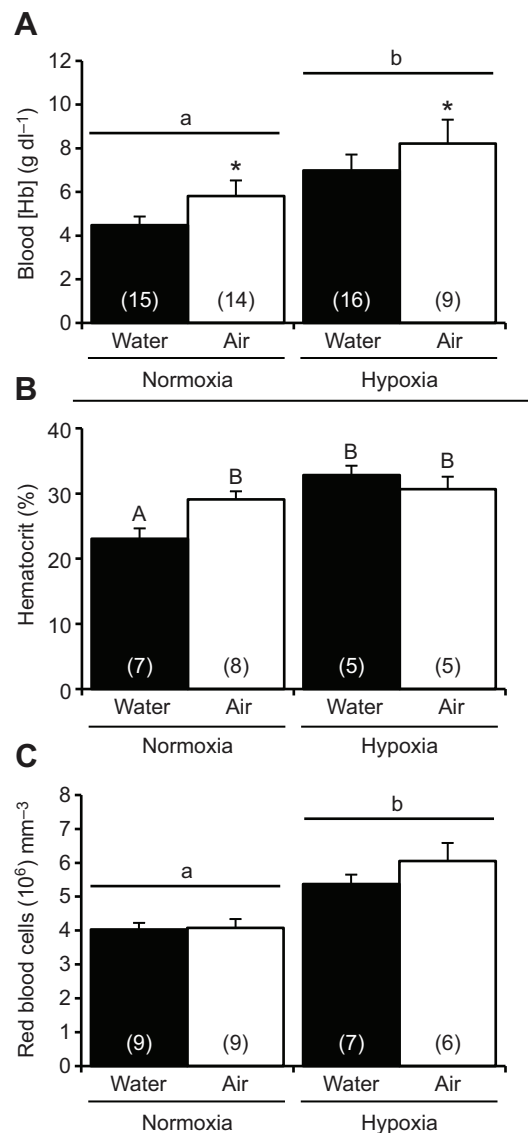 A
Blood [Hb] (g dl–1)
12
10
8
6
4
2
0
a
b
*
*
(15)
(14)
(16)
(9)
Water
Air
Water
Air
Normoxia
Hypoxia
B
Hematocrit (%)
40
30
20
10
0
A
B
B
B
(7)
(8)
(5)
(5)
Water
Air
Water
Air
Normoxia
Hypoxia
C
Red blood cells (10⁶) mm–3
8
7
6
5
4
3
2
1
0
a
b
(9)
(9)
(7)
(6)
Water
Air
Water
Air
Normoxia
Hypoxia